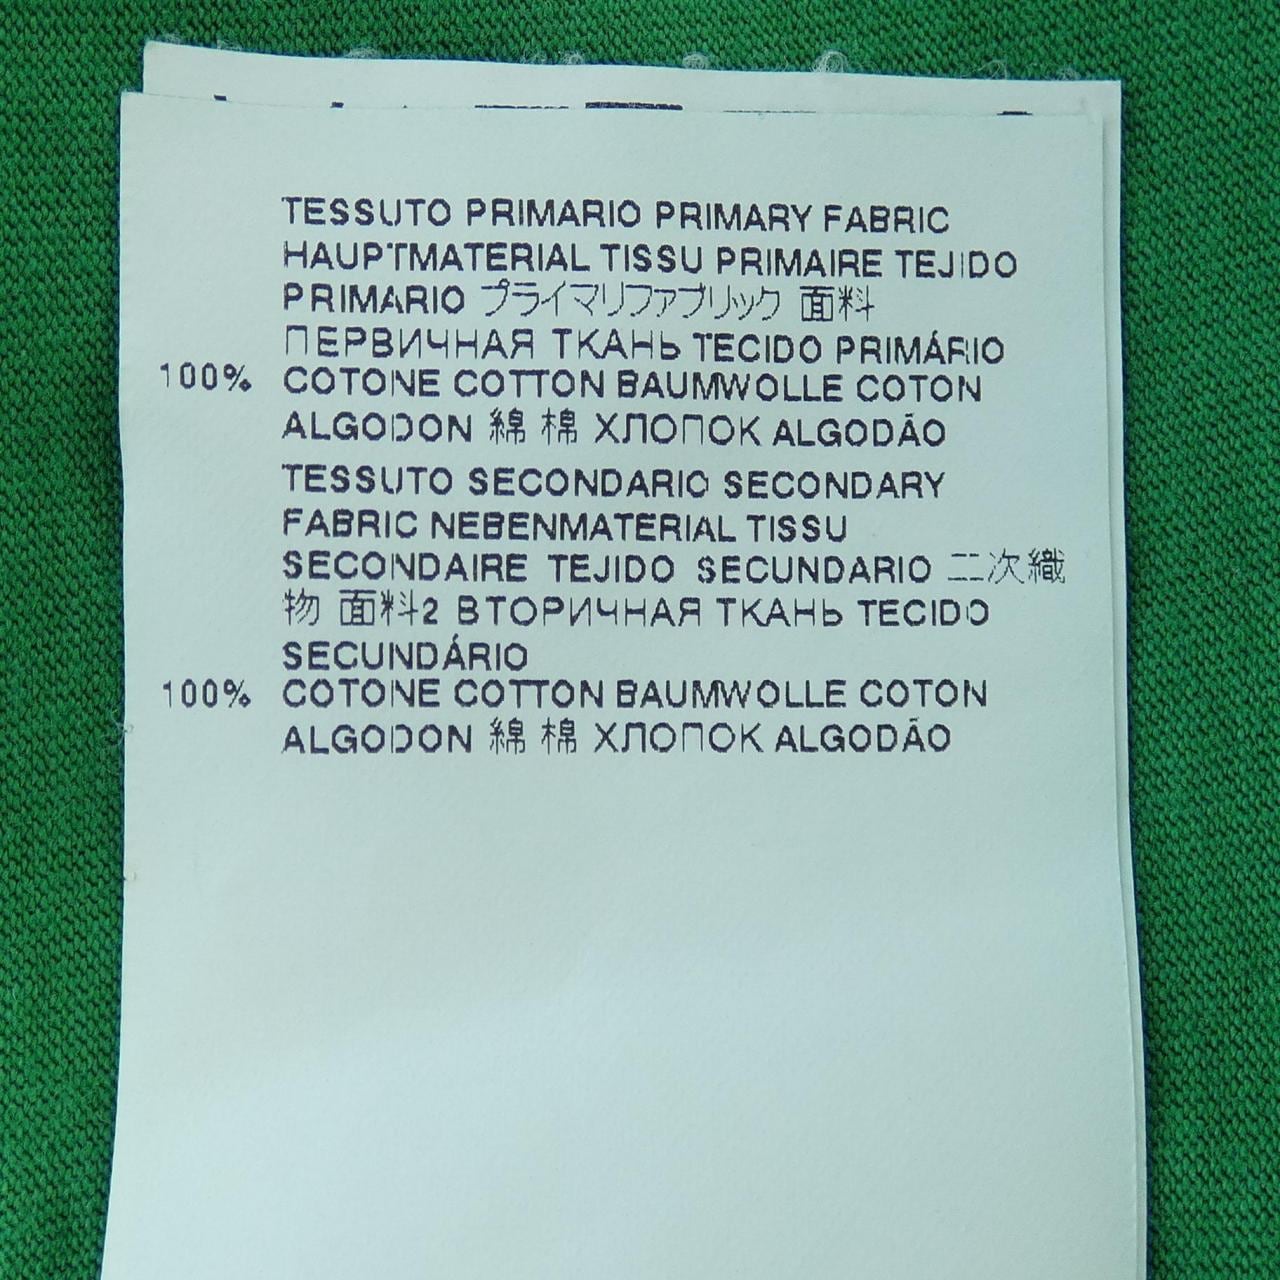 TESSUTO PRIMARIO PRIMARY FABRIC
HAUPTMATERIAL TISSU PRIMAIRE TEJIDO
PRIMARIO プライマリファブリック 面料
ПЕРВИЧНАЯ ТКАНЬ TECIDO PRIMÁRIO
100% COTONE COTTON BAUMWOLLE COTON
ALGODON 綿 棉 ХЛОПОК ALGODÃO
TESSUTO SECONDARIO SECONDARY
FABRIC NEBENMATERIAL TISSU
SECONDAIRE TEJIDO SECUNDARIO 二次織
物 面料2 ВТОРИЧНАЯ ТКАНЬ TECIDO
SECUNDÁRIO
100% COTONE COTTON BAUMWOLLE COTON
ALGODON 綿 棉 ХЛОПОК ALGODÃO